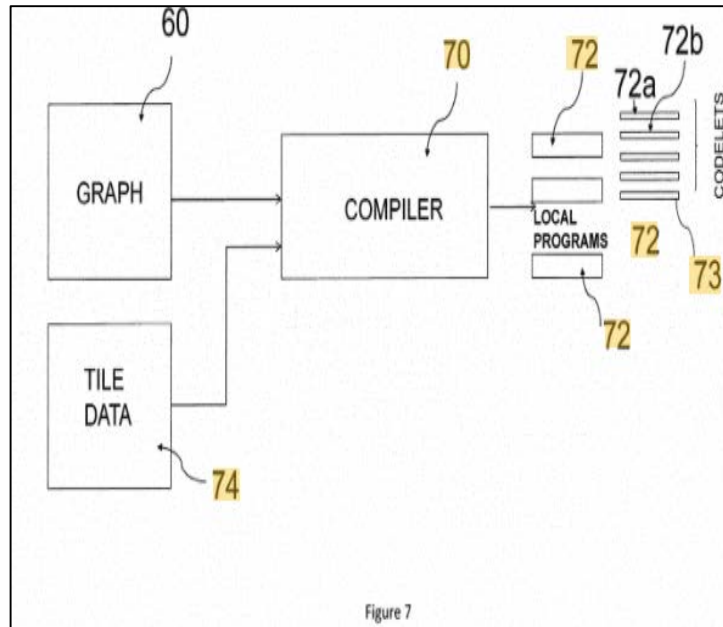 60
70
72
72b
72a
CODELETS
GRAPH
COMPILER
LOCAL
PROGRAMS
72
73
72
TILE
DATA
74
Figure 7